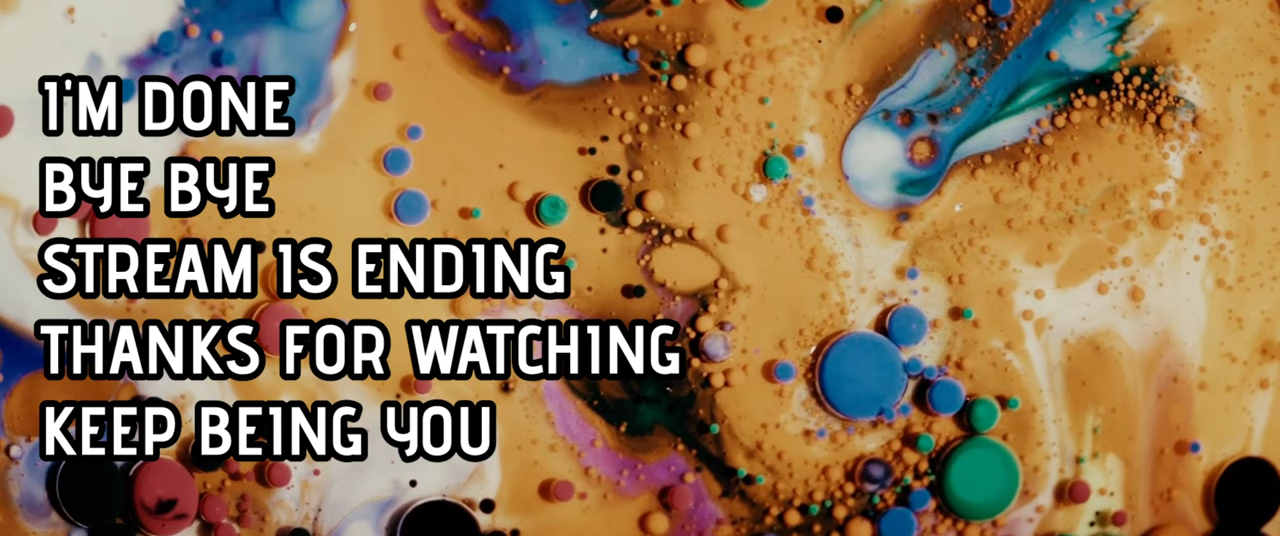 I'M DONE
BYE BYE
STREAM IS ENDING
THANKS FOR WATCHING
KEEP BEING YOU